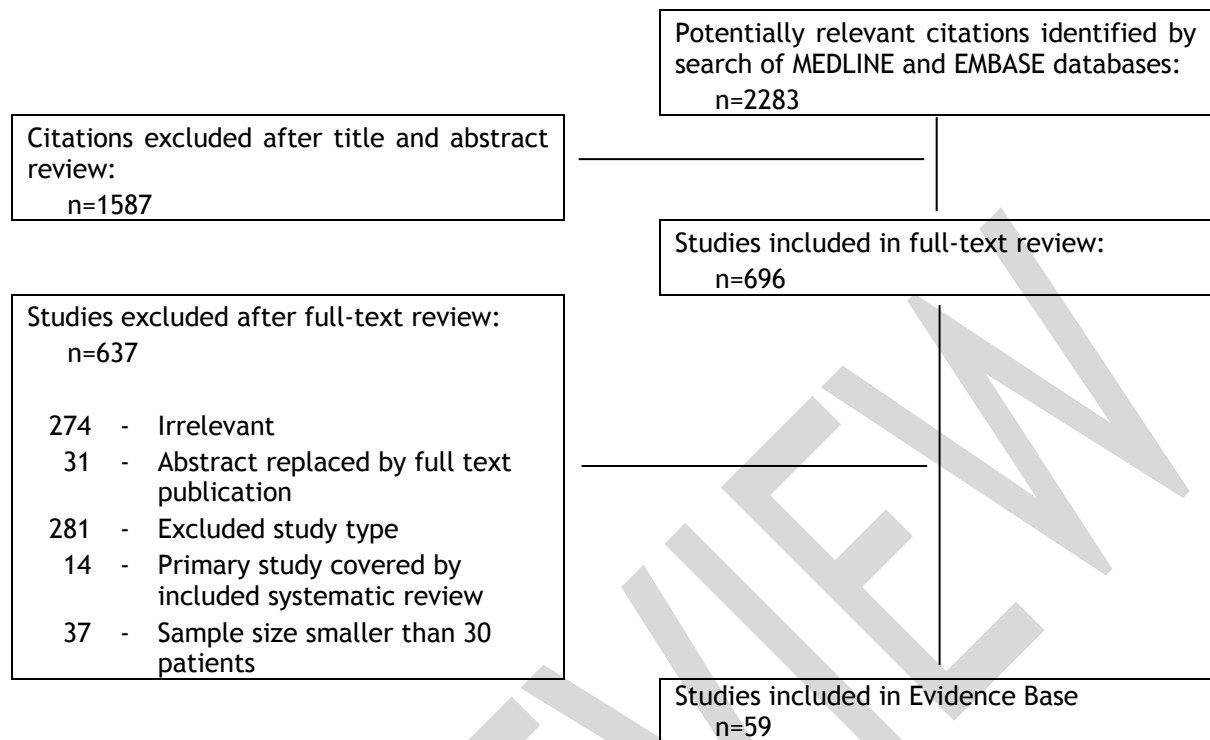 Potentially relevant citations identified by
search of MEDLINE and EMBASE databases:
n=2283
Citations excluded after title and abstract
review:
n=1587
Studies included in full-text review:
n=696
Studies excluded after full-text review:
n=637
274 - Irrelevant
31 - Abstract replaced by full text
publication
281 - Excluded study type
14 - Primary study covered by
included systematic review
37 - Sample size smaller than 30
patients
Studies included in Evidence Base
n=59
VIEW